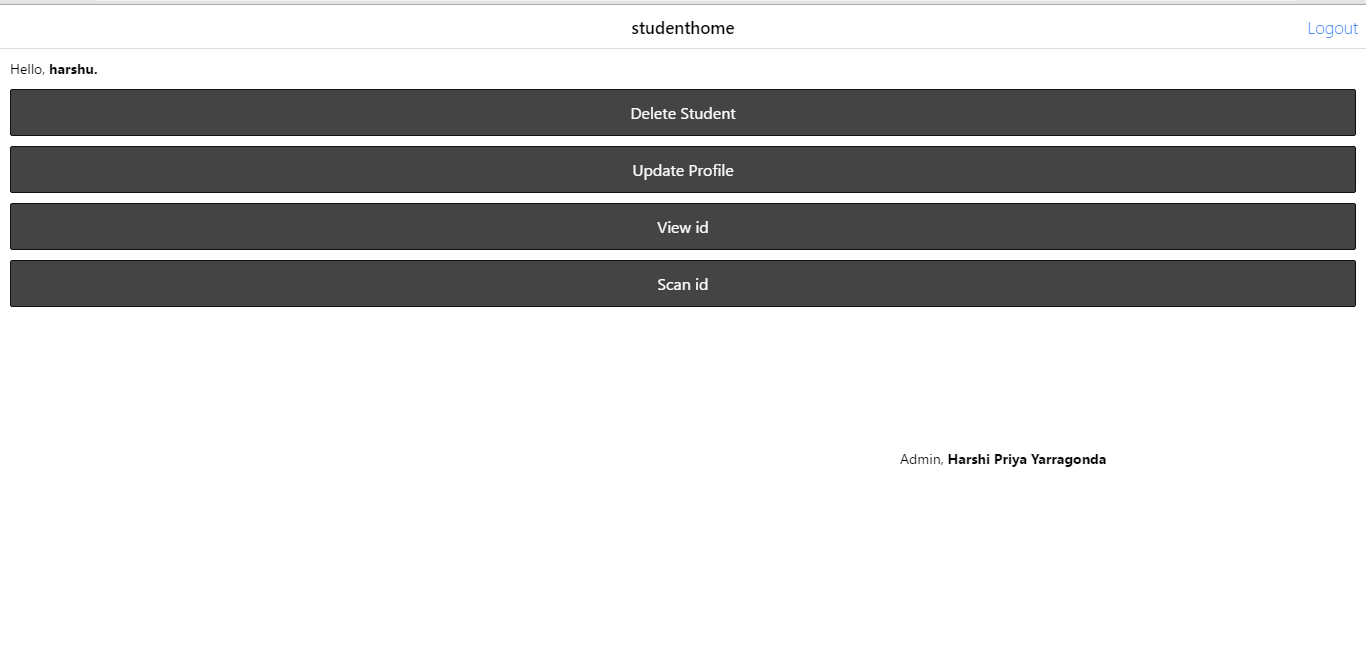 studenthome
Logout
Hello, harshu.
Delete Student
Update Profile
View id
Scan id
Admin, Harshi Priya Yarragonda